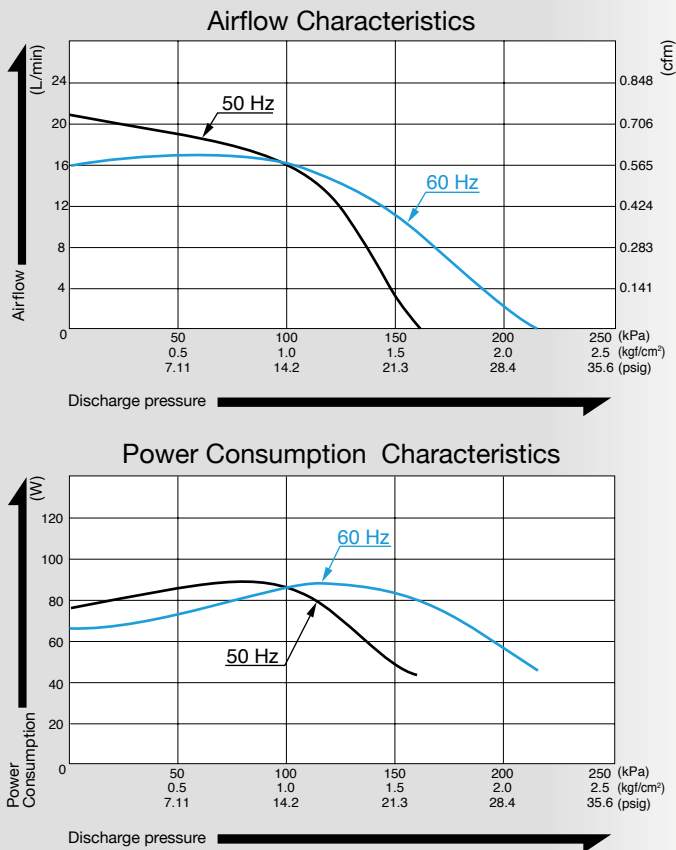 Airflow Characteristics
(L/min)
(cfm)
24
20
16
12
8
4
0
0.848
0.706
0.565
0.424
0.283
0.141
50 Hz
60 Hz
Airflow
50 100 150 200 250 (kPa)
0.5 1.0 1.5 2.0 2.5 (kgf/cm²)
7.11 14.2 21.3 28.4 35.6 (psig)
Discharge pressure
Power Consumption Characteristics
(W)
120
100
80
60
40
20
0
60 Hz
50 Hz
Power
Consumption
50 100 150 200 250 (kPa)
0.5 1.0 1.5 2.0 2.5 (kgf/cm²)
7.11 14.2 21.3 28.4 35.6 (psig)
Discharge pressure